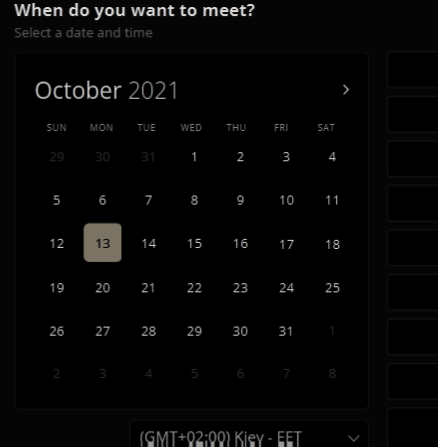 When do you want to meet?
Select a date and time
October 2021
SUN MON TUE WED THU FRI SAT
29 30 31 1 2 3 4
5 6 7 8 9 10 11
12 13 14 15 16 17 18
19 20 21 22 23 24 25
26 27 28 29 30 31 1
2 3 4 5 6 7 8
(GMT+02:00) Kiev - EET